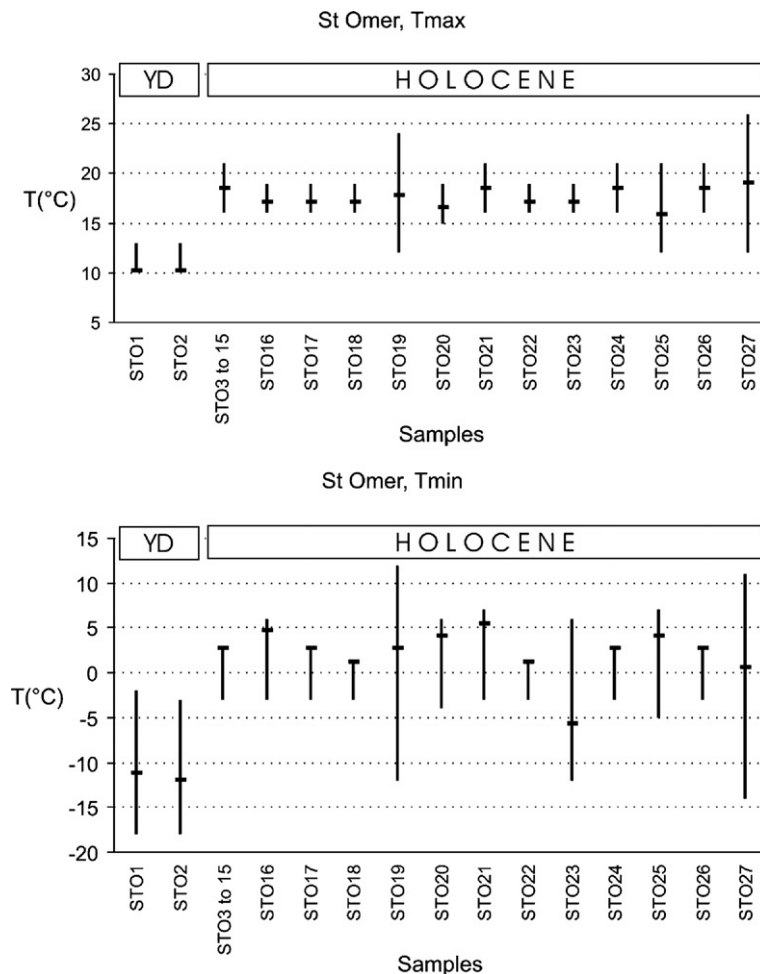 St Omer, Tmax
YD HOLOCENE
30
25
20
T(°C)
15
10
5
STO1 STO2 STO3 to 15 STO16 STO17 STO18 STO19 STO20 STO21 STO22 STO23 STO24 STO25 STO26 STO27
Samples
St Omer, Tmin
15
YD HOLOCENE
10
5
0
T(°C)
-5
-10
-15
-20
STO1 STO2 STO3 to 15 STO16 STO17 STO18 STO19 STO20 STO21 STO22 STO23 STO24 STO25 STO26 STO27
Samples